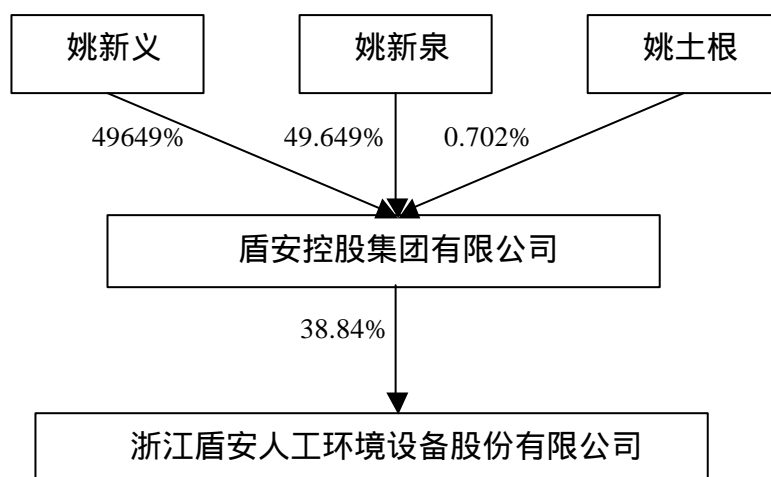 姚新义
姚新泉
姚土根
49649%
49.649%
0.702%
盾安控股集团有限公司
38.84%
浙江盾安人工环境设备股份有限公司